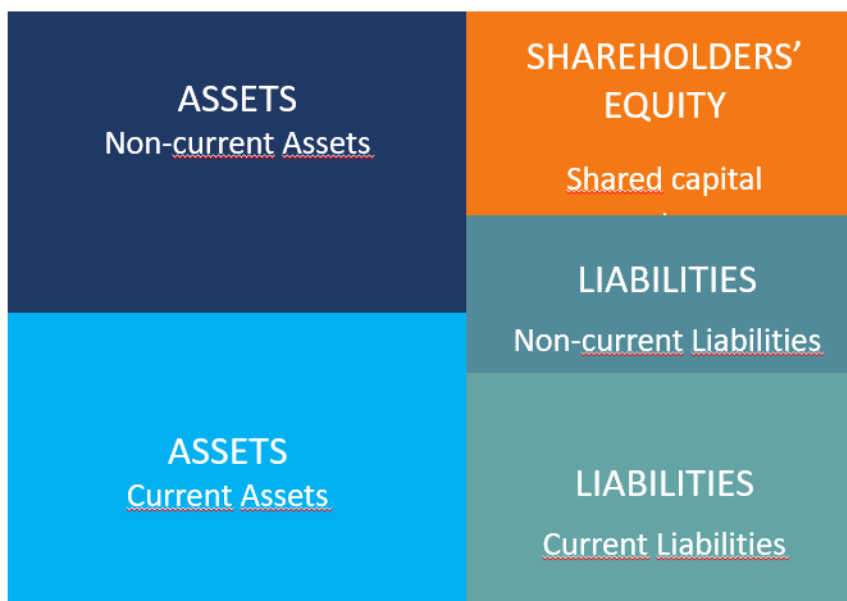 ASSETS
Non-current Assets
ASSETS
Current Assets
SHAREHOLDERS’
EQUITY
Shared capital
LIABILITIES
Non-current Liabilities
LIABILITIES
Current Liabilities